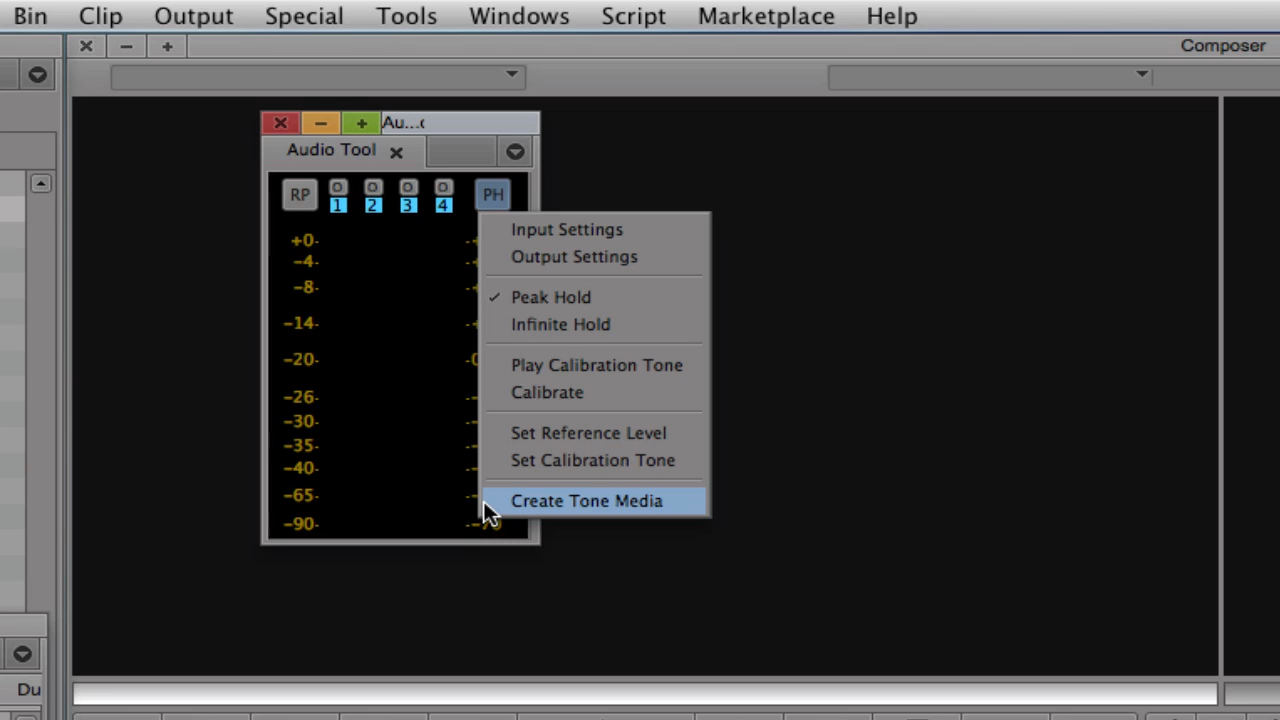 Bin Clip Output Special Tools Windows Script Marketplace Help
Composer
Au...
Audio Tool
RP 1 2 3 4 PH
+0-
-4-
-8-
-14-
-20-
-26-
-30-
-35-
-40-
-65-
-90-
Input Settings
Output Settings
✓ Peak Hold
Infinite Hold
Play Calibration Tone
Calibrate
Set Reference Level
Set Calibration Tone
Create Tone Media
Du